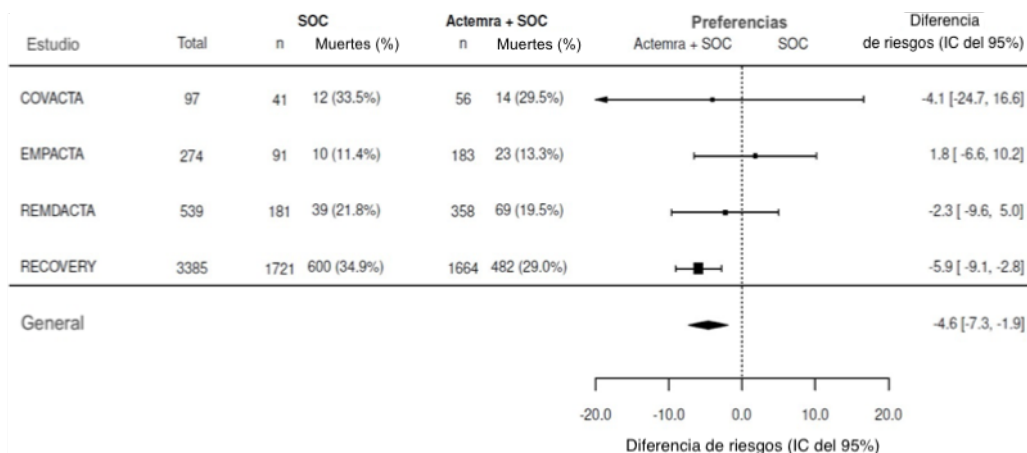 SOC Actemra + SOC Preferencias Diferencia
Estudio Total n Muertes (%) n Muertes (%) Actemra + SOC SOC de riesgos (IC del 95%)
COVACTA 97 41 12 (33.5%) 56 14 (29.5%) -4.1 [-24.7, 16.6]
EMPACTA 274 91 10 (11.4%) 183 23 (13.3%) 1.8 [ -6.6, 10.2]
REMDACTA 539 181 39 (21.8%) 358 69 (19.5%) -2.3 [ -9.6, 5.0]
RECOVERY 3385 1721 600 (34.9%) 1664 482 (29.0%) -5.9 [ -9.1, -2.8]
General -4.6 [-7.3, -1.9]
-20.0 -10.0 0.0 10.0 20.0
Diferencia de riesgos (IC del 95%)